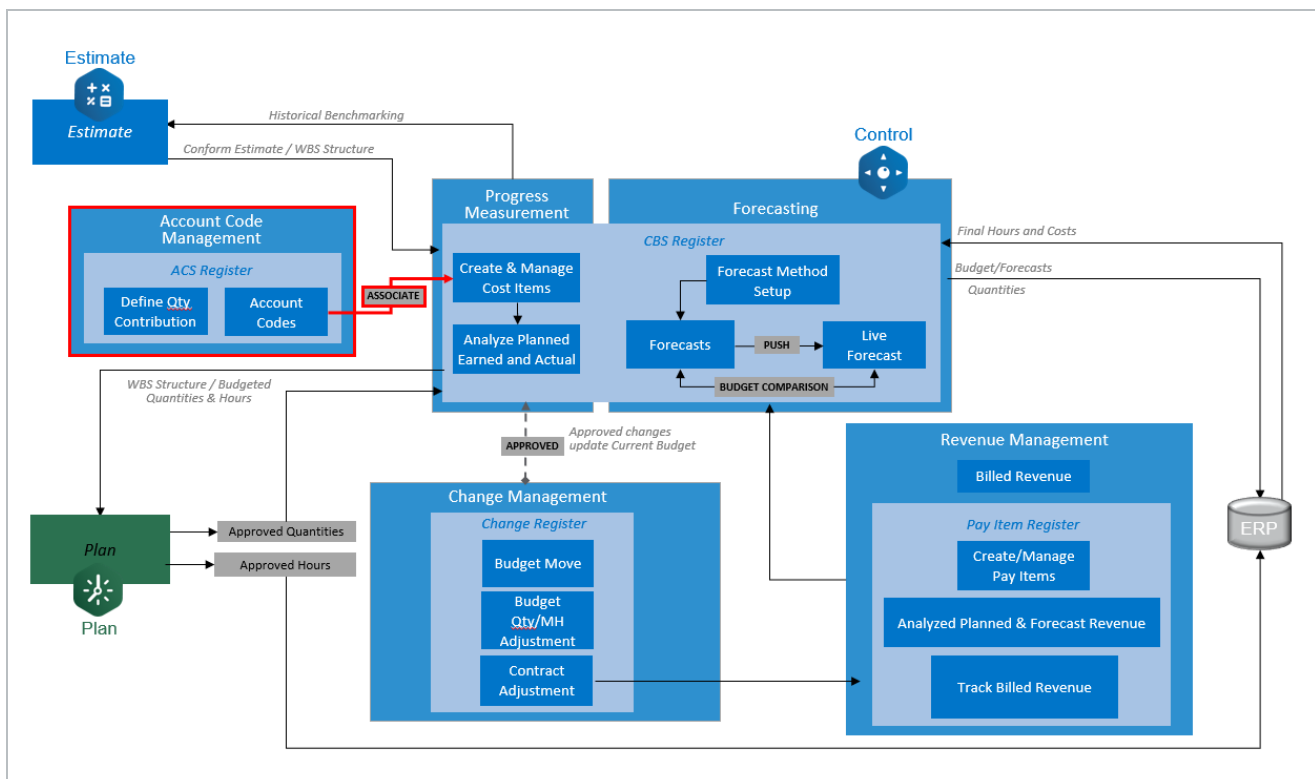 Estimate
Estimate
Historical Benchmarking
Conform Estimate / WBS Structure
Control
Account Code
Management
ACS Register
Define Qty
Contribution
Account
Codes
ASSOCIATE
Progress
Measurement
Forecasting
CBS Register
Create & Manage
Cost Items
Analyze Planned
Earned and Actual
Forecast Method
Setup
Forecasts
PUSH
Live
Forecast
BUDGET COMPARISON
Final Hours and Costs
Budget/Forecasts
Quantities
WBS Structure / Budgeted
Quantities & Hours
APPROVED
Approved changes
update Current Budget
Plan
Plan
Approved Quantities
Approved Hours
Change Management
Change Register
Budget Move
Budget
Qty/MH
Adjustment
Contract
Adjustment
Revenue Management
Billed Revenue
Pay Item Register
Create/Manage
Pay Items
Analyzed Planned & Forecast Revenue
Track Billed Revenue
ERP